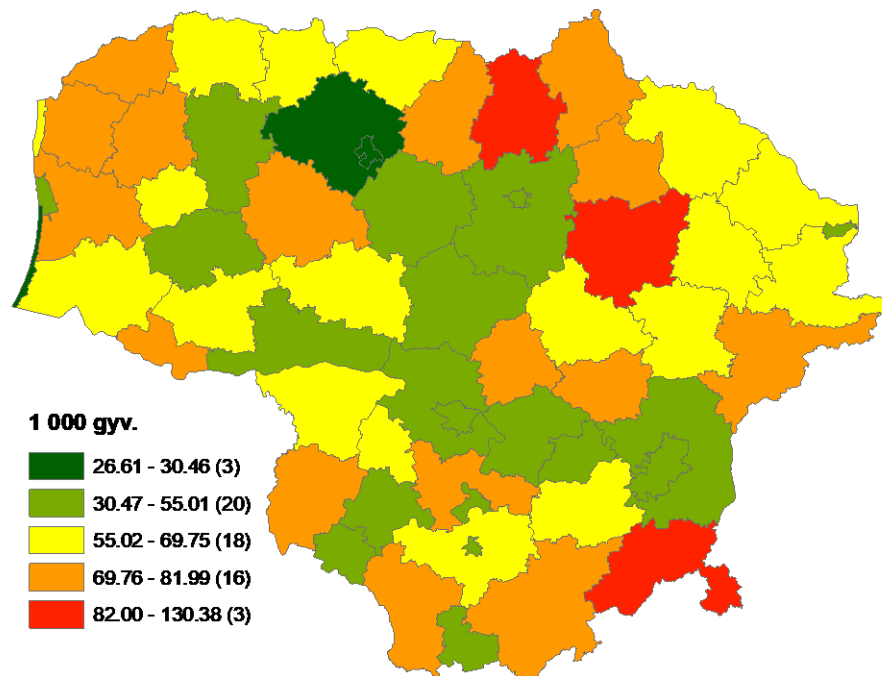 1 000 gyv.
26.61 - 30.46 (3)
30.47 - 55.01 (20)
55.02 - 69.75 (18)
69.76 - 81.99 (16)
82.00 - 130.38 (3)